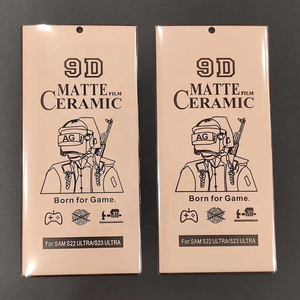 9D
MATTE FILM
CERAMIC
AG
Born for Game.
For:SAM S22 ULTRA/S23 ULTRA
9D
MATTE FILM
CERAMIC
AG
Born for Game.
For:SAM S22 ULTRA/S23 ULTRA